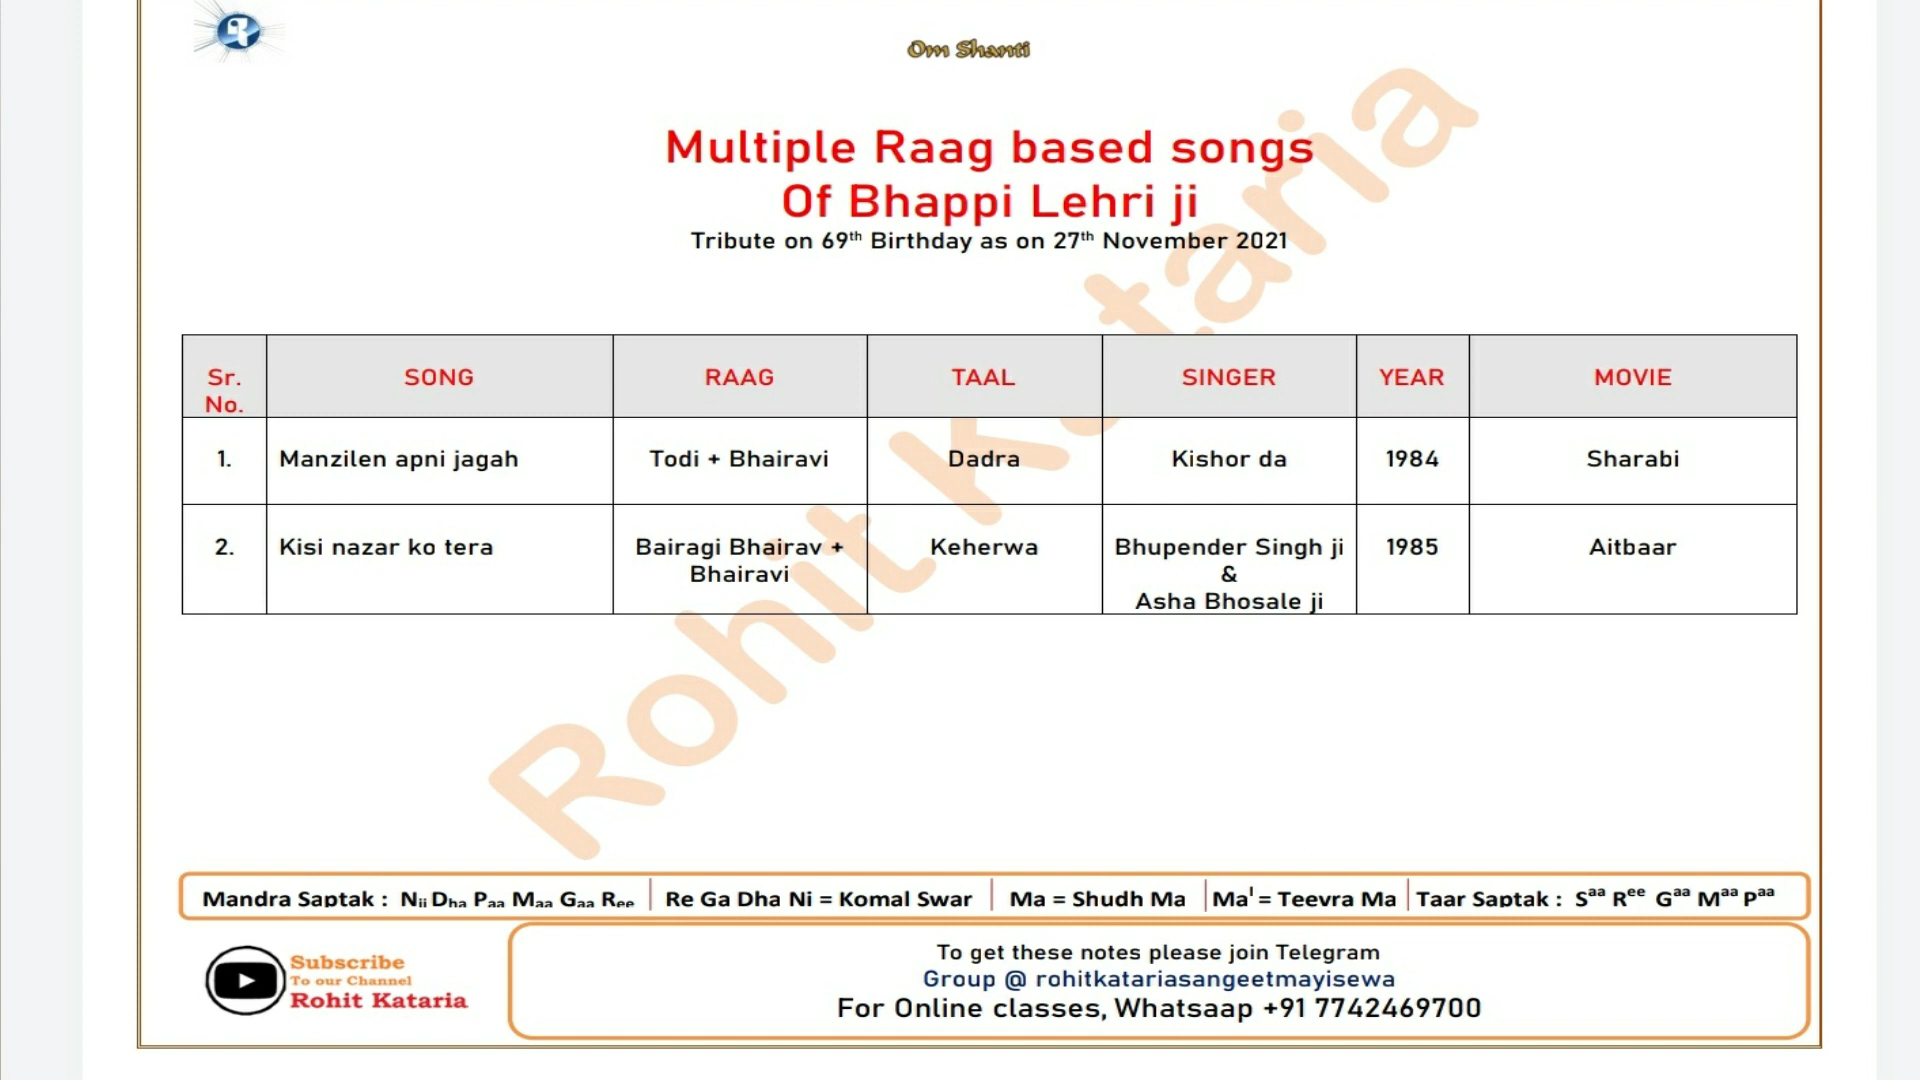 Om Shanti
Multiple Raag based songs
Of Bhappi Lehri ji
Tribute on 69th Birthday as on 27th November 2021
Sr. No. SONG RAAG TAAL SINGER YEAR MOVIE
1. Manzilen apni jagah Todi + Bhairavi Dadra Kishor da 1984 Sharabi
2. Kisi nazar ko tera Bairagi Bhairav + Bhairavi Keherwa Bhupender Singh ji & Asha Bhosale ji 1985 Aitbaar
Rohit Kataria
Mandra Saptak : Nii Dha Paa Maa Gaa Ree | Re Ga Dha Ni = Komal Swar | Ma = Shudh Ma | Maˡ = Teevra Ma | Taar Saptak : Saa Ree Gaa Maa Paa
Subscribe
To our Channel
Rohit Kataria
To get these notes please join Telegram
Group @ rohitkatariasangeetmayisewa
For Online classes, Whatsaap +91 7742469700